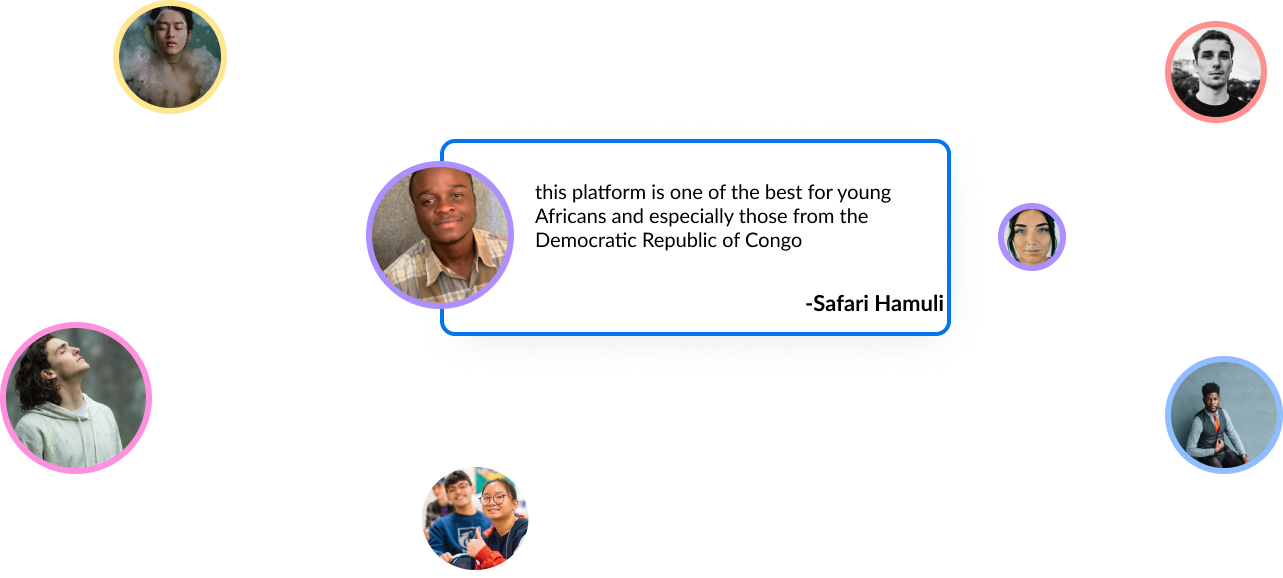 this platform is one of the best for young
Africans and especially those from the
Democratic Republic of Congo
-Safari Hamuli